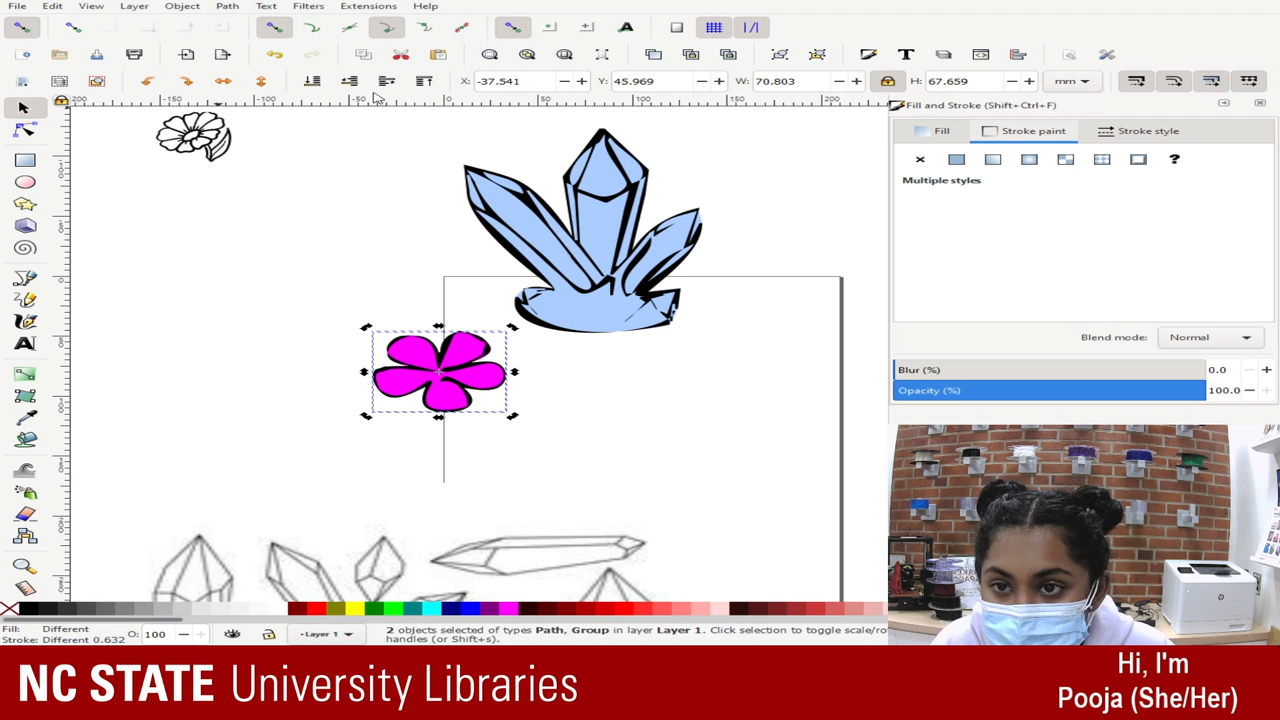 File Edit View Layer Object Path Text Filters Extensions Help
X: -37.541 Y: 45.969 W: 70.803 H: 67.659 mm
Fill and Stroke (Shift+Ctrl+F)
Fill Stroke paint Stroke style
Multiple styles
Blend mode: Normal
Blur (%) 0.0
Opacity (%) 100.0
Fill: Different
Stroke: Different 0.632 O: 100
Layer 1
2 objects selected of types Path, Group in layer Layer 1. Click selection to toggle scale/ro
handles (or Shift+s).
NC STATE University Libraries
Hi, I'm
Pooja (She/Her)